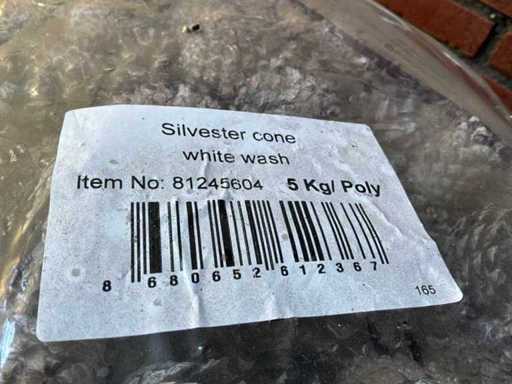 Silvester cone
white wash
Item No: 81245604 5 Kg/ Poly
8 680652 612367
165